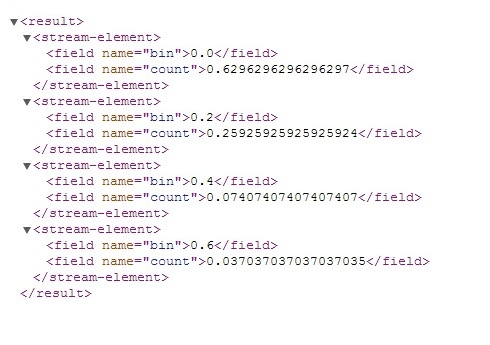 <result>
<stream-element>
<field name="bin">0.0</field>
<field name="count">0.6296296296296297</field>
</stream-element>
<stream-element>
<field name="bin">0.2</field>
<field name="count">0.25925925925925924</field>
</stream-element>
<stream-element>
<field name="bin">0.4</field>
<field name="count">0.07407407407407407</field>
</stream-element>
<stream-element>
<field name="bin">0.6</field>
<field name="count">0.037037037037037035</field>
</stream-element>
</result>